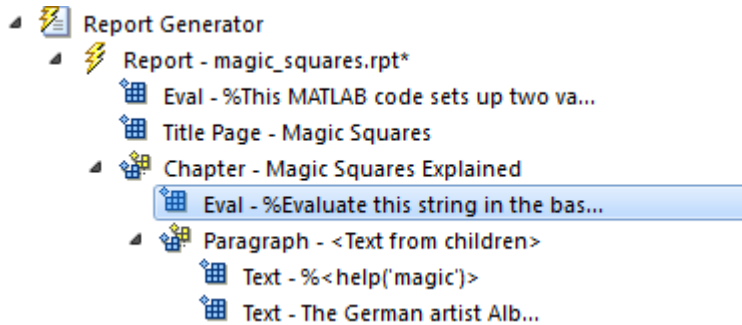 Report Generator
Report - magic_squares.rpt*
Eval - %This MATLAB code sets up two va...
Title Page - Magic Squares
Chapter - Magic Squares Explained
Eval - %Evaluate this string in the bas...
Paragraph - <Text from children>
Text - %<help('magic')>
Text - The German artist Alb...